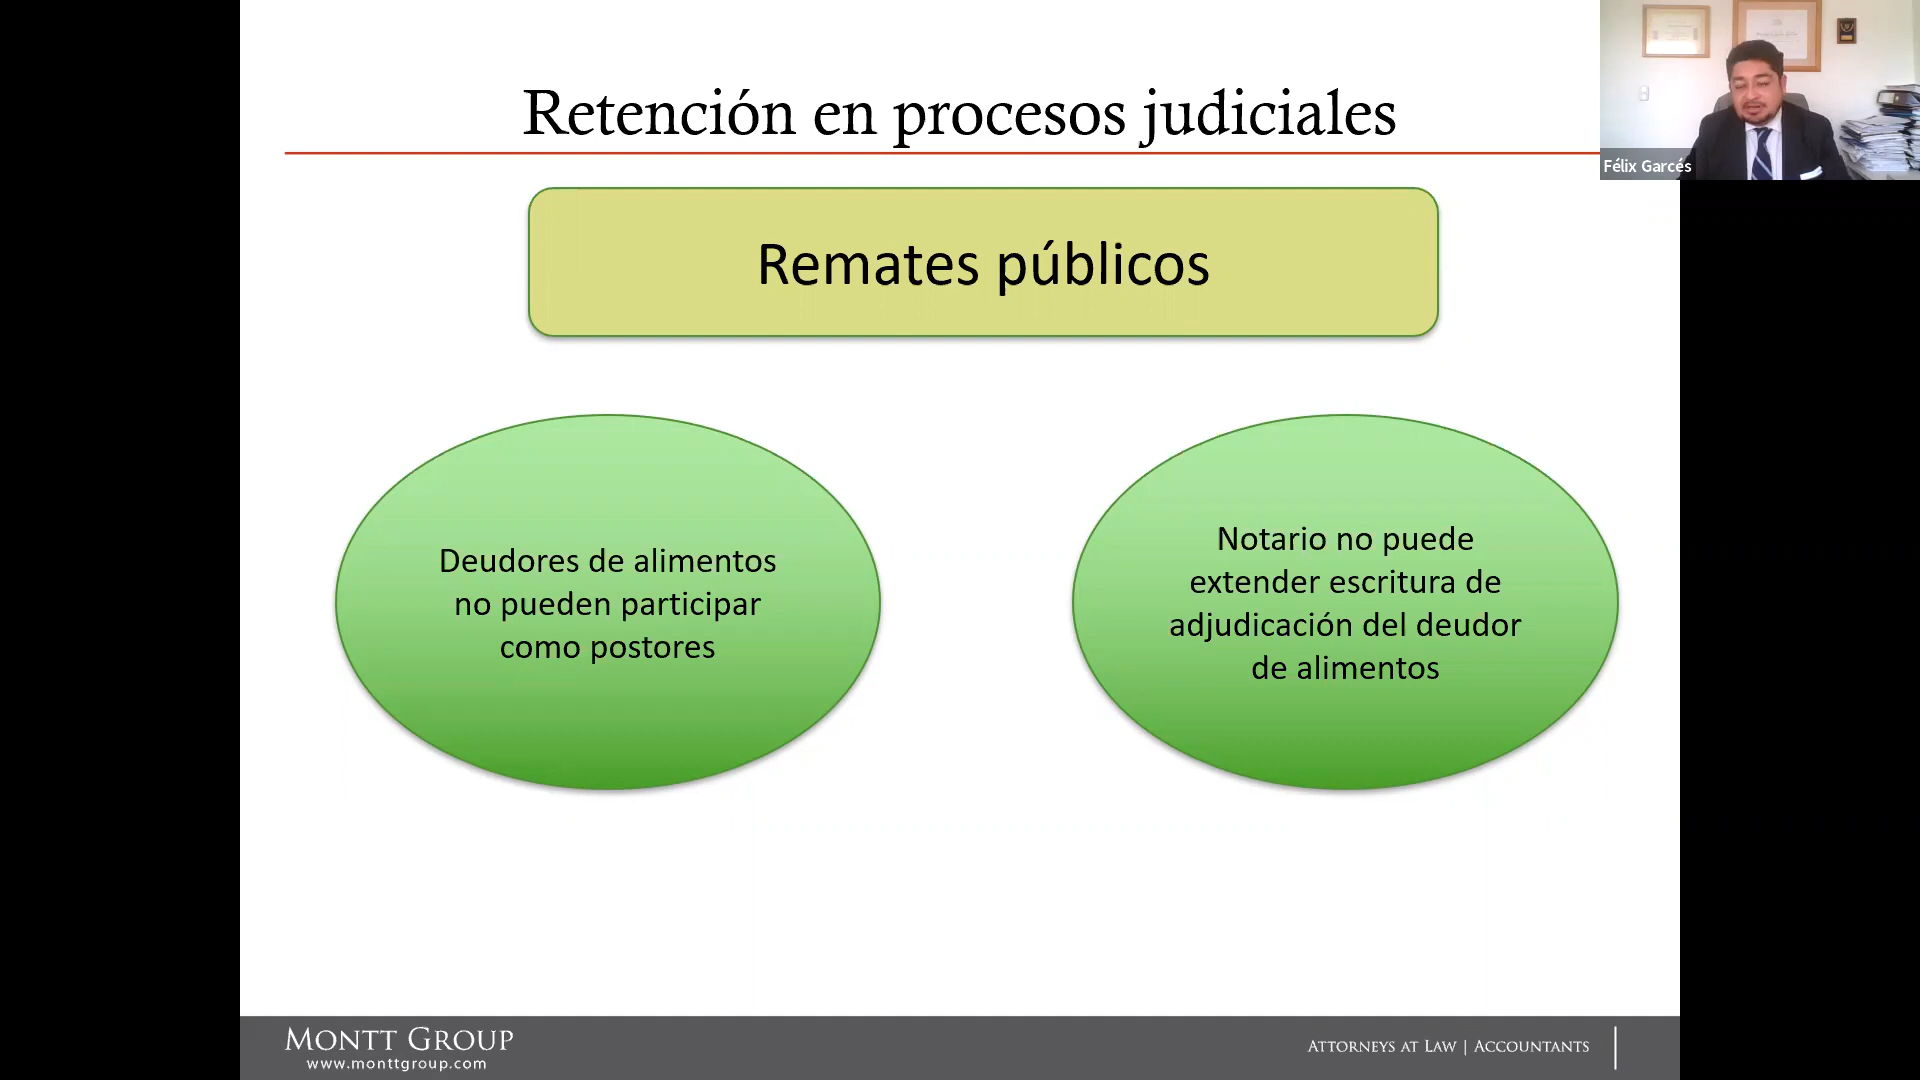 Retención en procesos judiciales
Félix Garcés
Remates públicos
Deudores de alimentos
no pueden participar
como postores
Notario no puede
extender escritura de
adjudicación del deudor
de alimentos
MONTT GROUP
www.monttgroup.com
ATTORNEYS AT LAW | ACCOUNTANTS